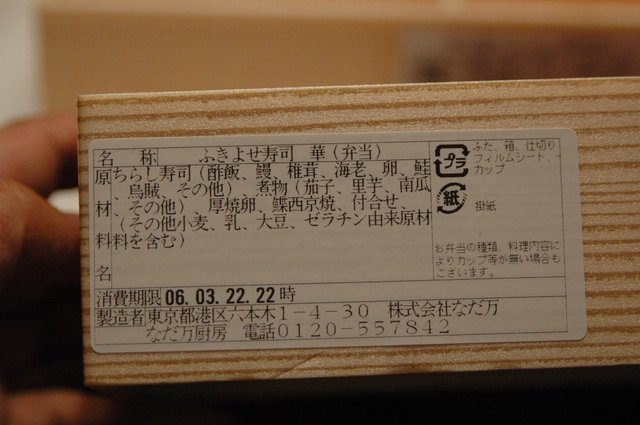 名 称 ふきよせ寿司 華(弁当)
原 ちらし寿司(酢飯、鰻、椎茸、海老、卵、鮭
、烏賊、その他)、煮物(茄子、里芋、南瓜
材、その他) 厚焼卵、鰈西京焼、付合せ、
(その他小麦、乳、大豆、ゼラチン由来原材
料 料を含む)
名
消費期限 06.03.22.22時
製造者 東京都港区六本木1-4-30 株式会社なだ万
なだ万厨房 電話0120-557842
プラ
ふた、箱、仕切り
フィルムシート、
カップ
紙
掛紙
お弁当の種類、料理内容に
よりカップ等が無い場合も
ございます。